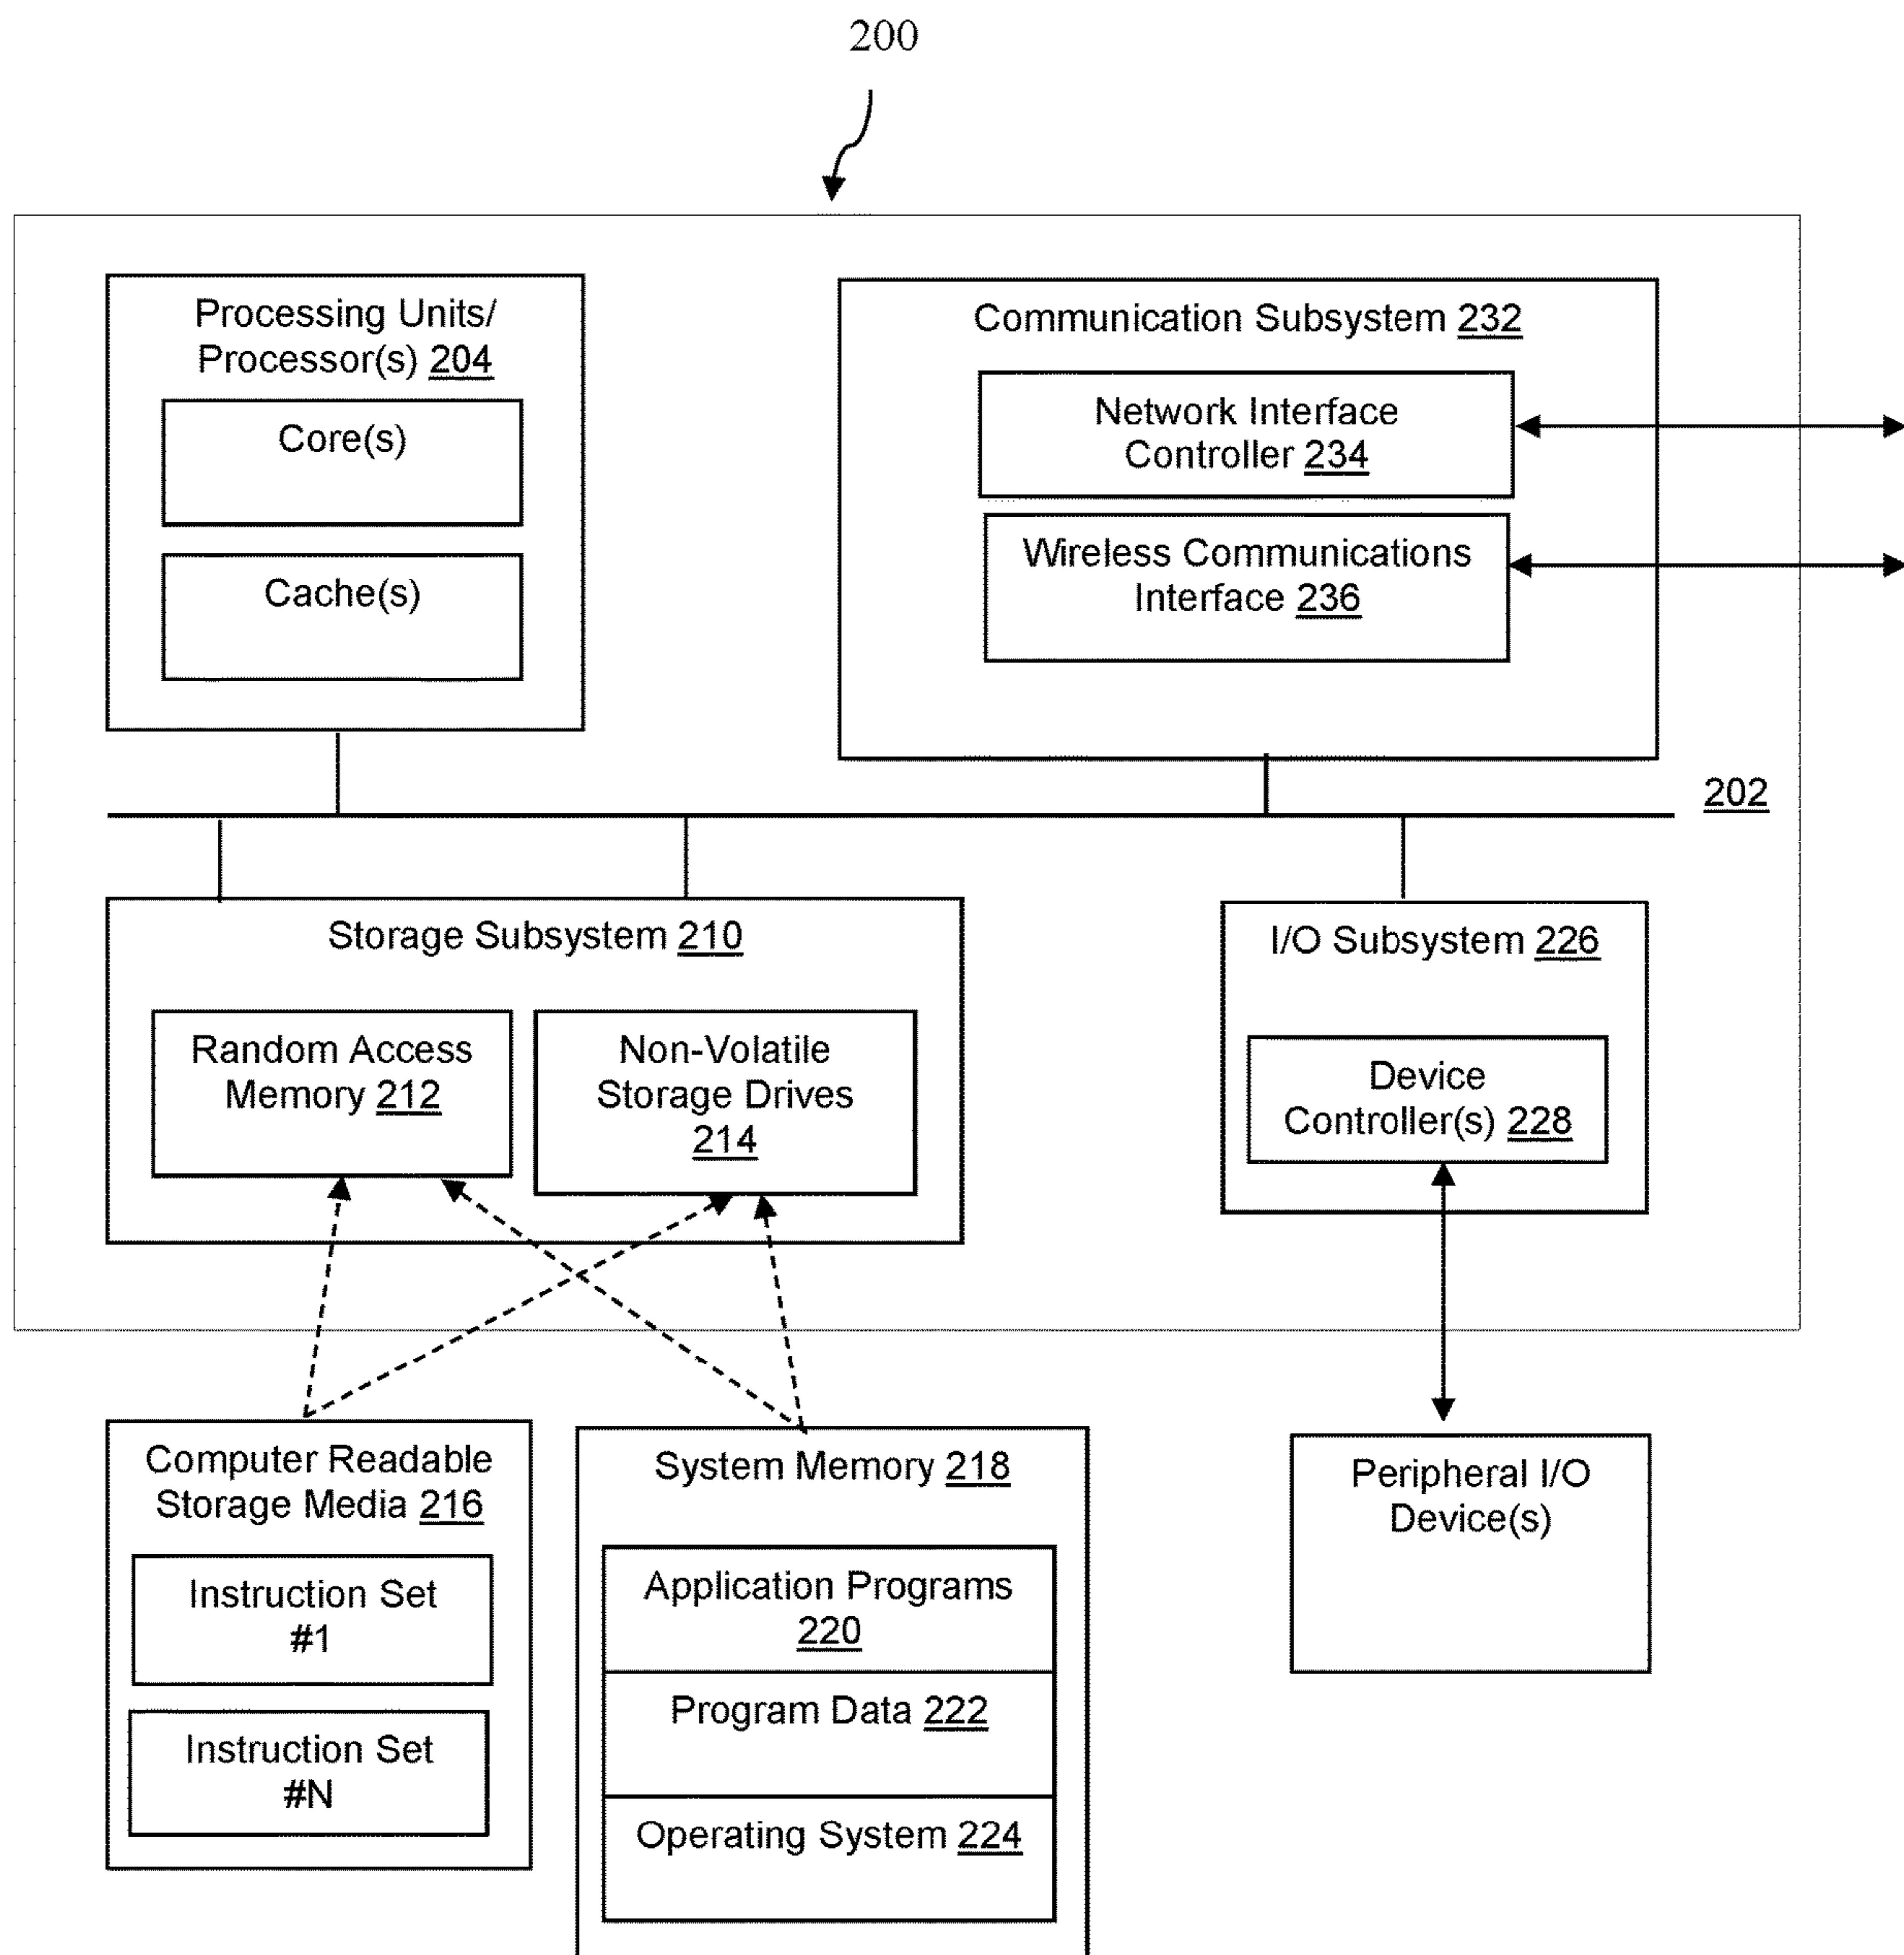 200
Processing Units/
Processor(s) 204
Core(s)
Cache(s)
Communication Subsystem 232
Network Interface
Controller 234
Wireless Communications
Interface 236
202
Storage Subsystem 210
Random Access
Memory 212
Non-Volatile
Storage Drives
214
I/O Subsystem 226
Device
Controller(s) 228
Computer Readable
Storage Media 216
Instruction Set
#1
Instruction Set
#N
System Memory 218
Application Programs
220
Program Data 222
Operating System 224
Peripheral I/O
Device(s)